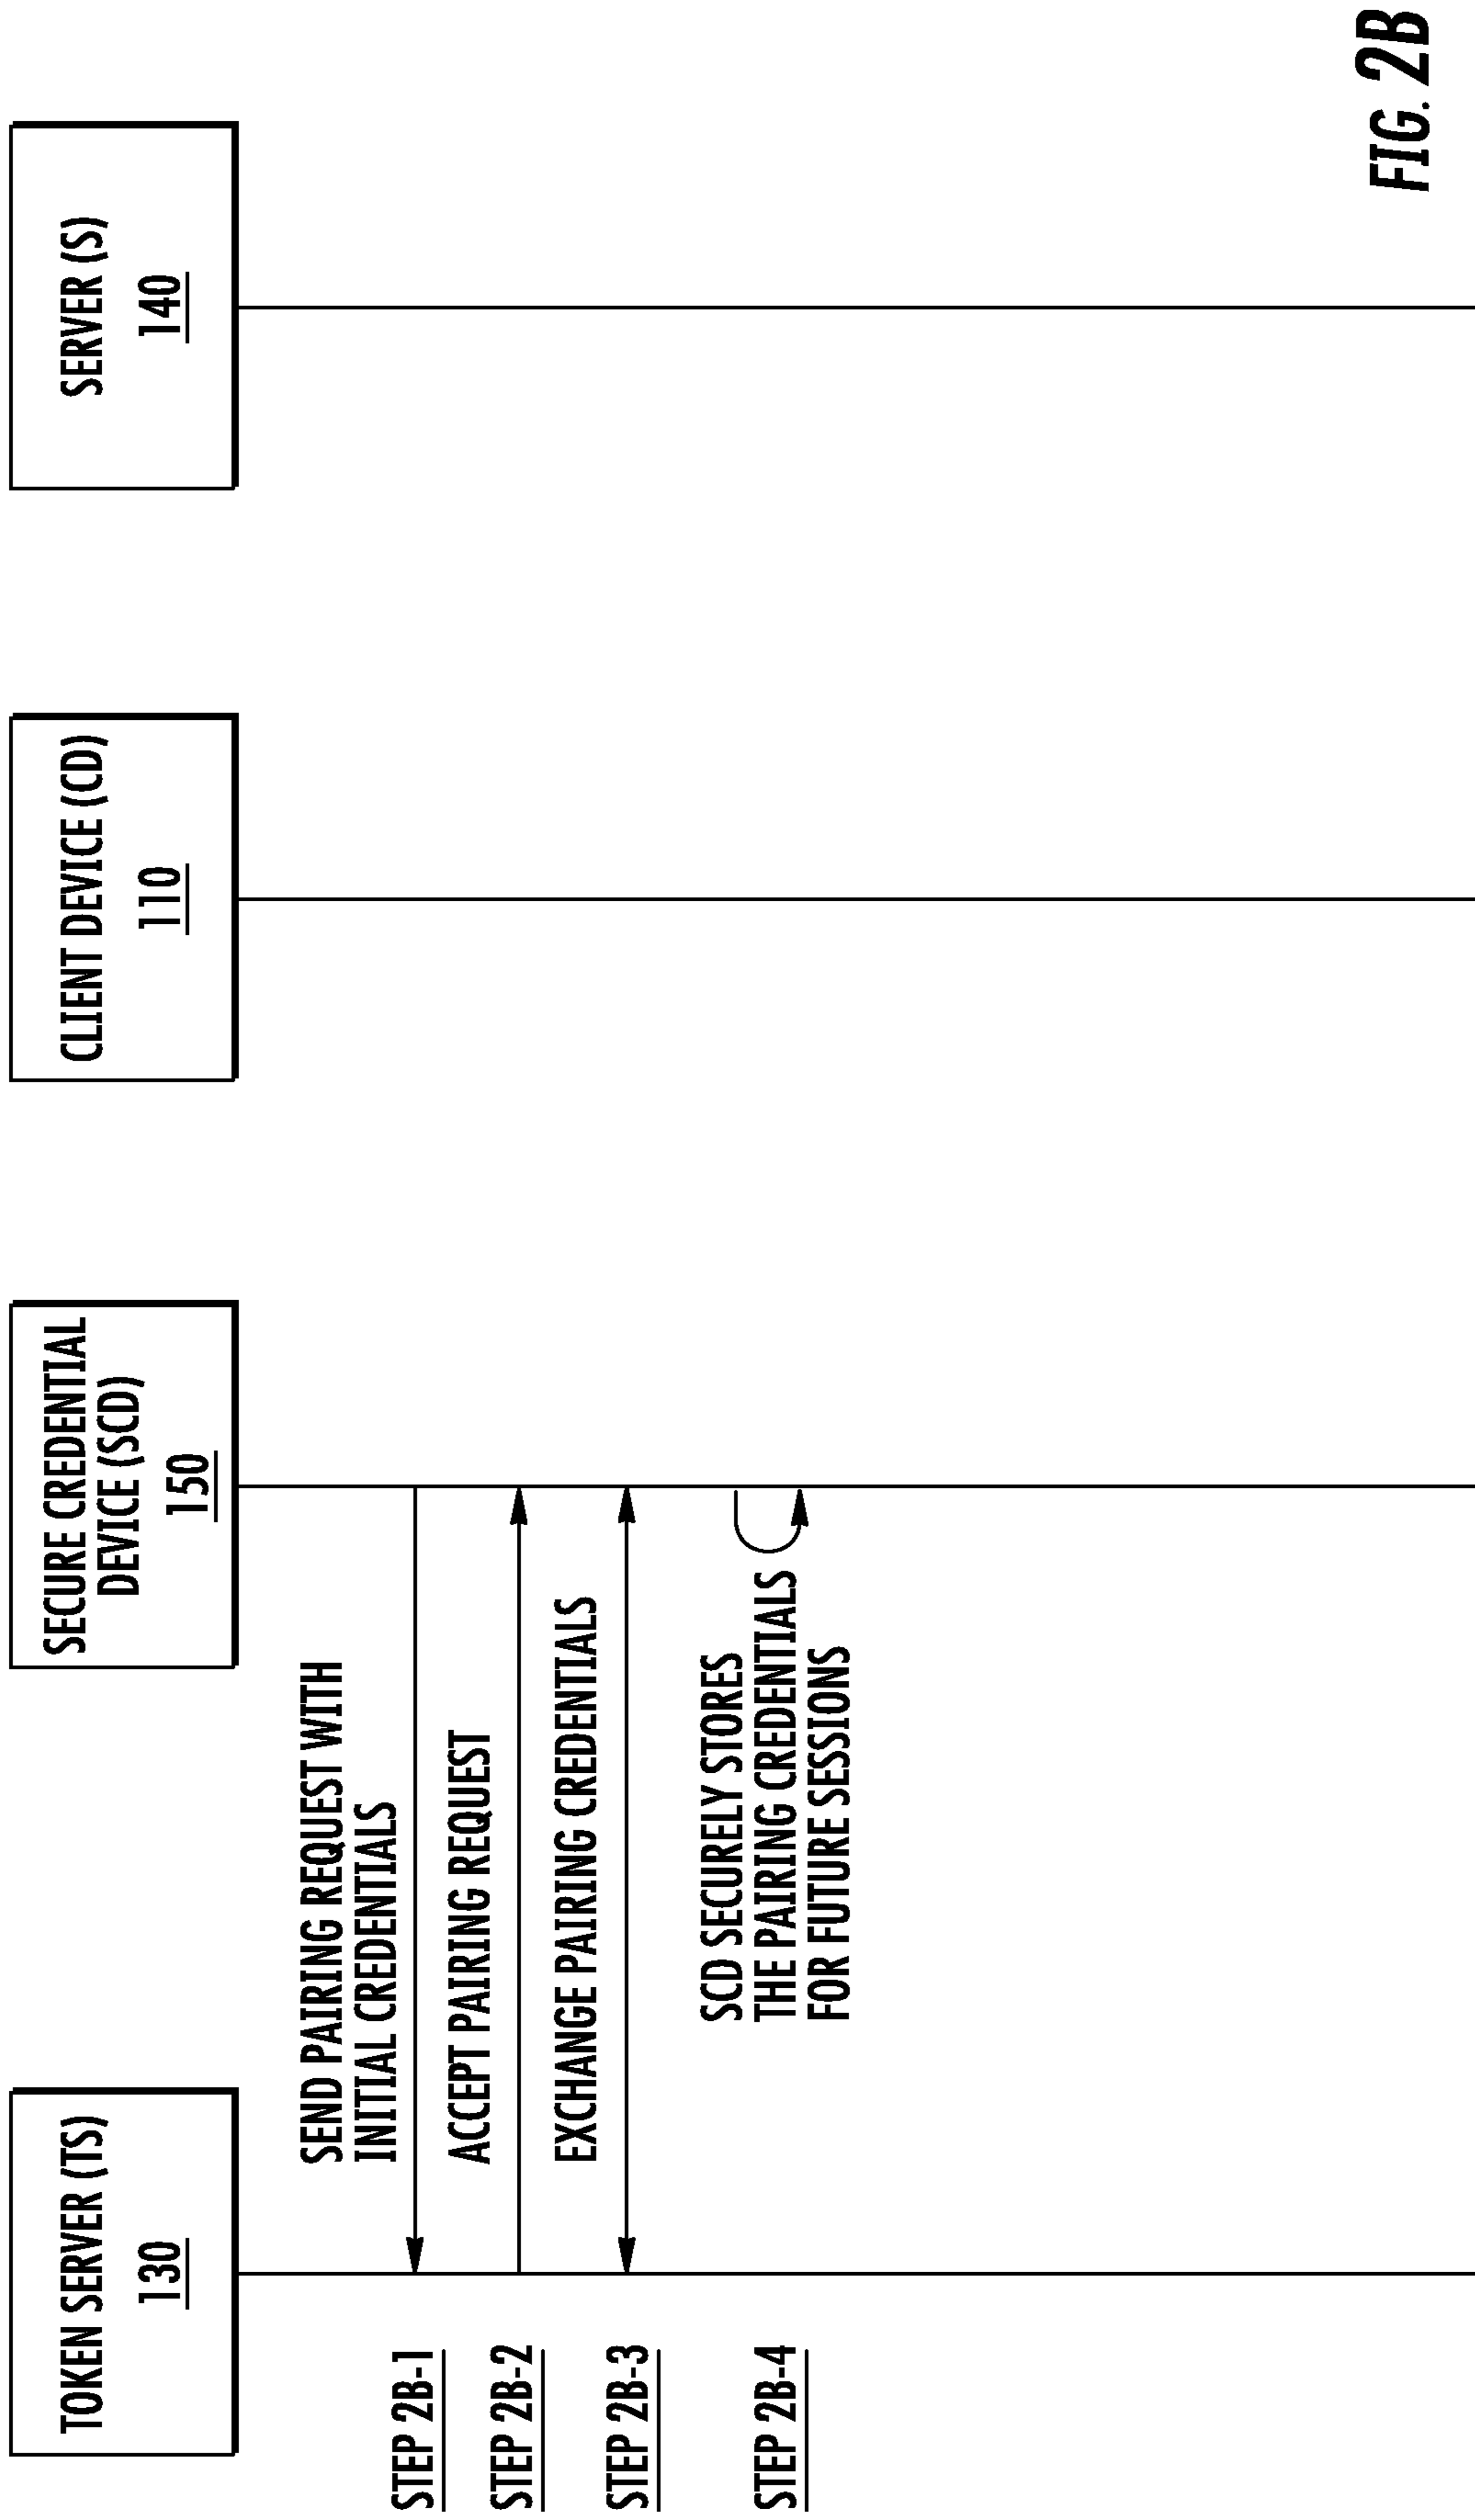 TOKEN SERVER (TS)
130
SECURE CREDENTIAL
DEVICE (SCD)
150
CLIENT DEVICE (CD)
110
SERVER (S)
140
STEP 2B-1
SEND PAIRING REQUEST WITH
INITIAL CREDENTIALS
STEP 2B-2
ACCEPT PAIRING REQUEST
STEP 2B-3
EXCHANGE PAIRING CREDENTIALS
STEP 2B-4
SCD SECURELY STORES
THE PAIRING CREDENTIALS
FOR FUTURE SESSIONS
FIG. 2B